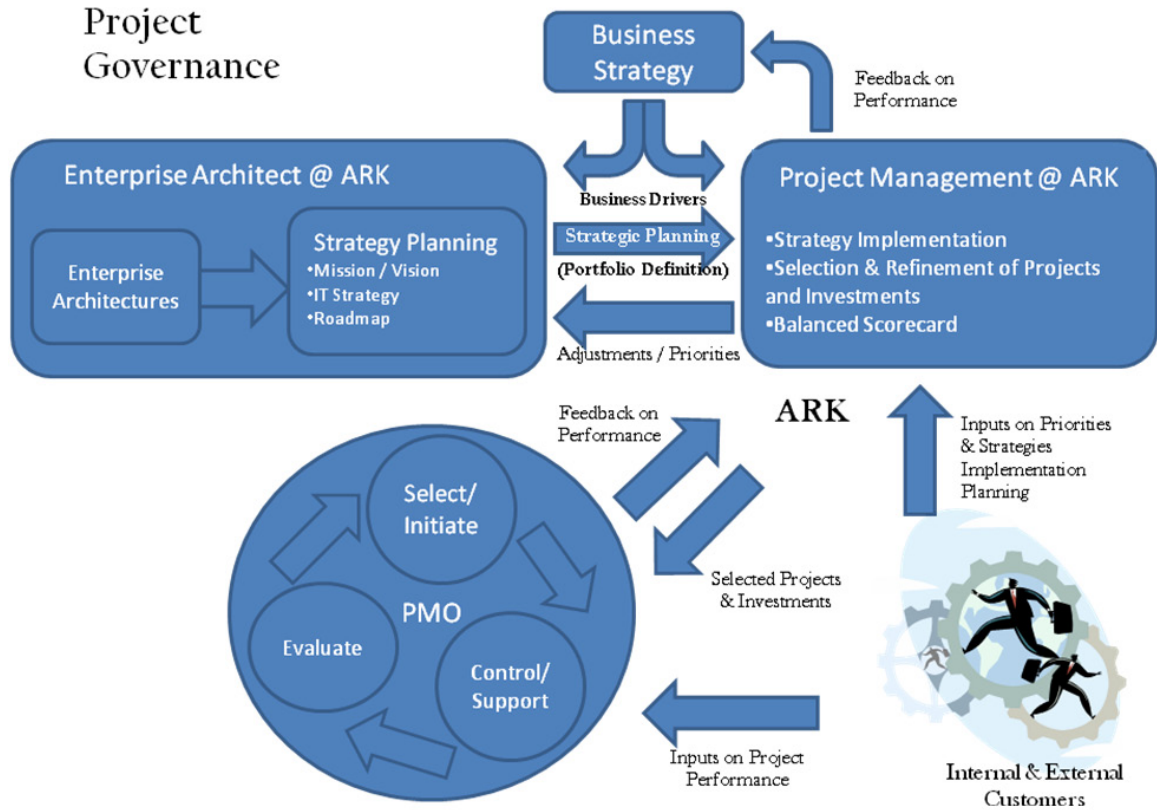 Project
Governance
Business
Strategy
Feedback on
Performance
Enterprise Architect @ ARK
Enterprise
Architectures
Strategy Planning
•Mission / Vision
•IT Strategy
•Roadmap
Business Drivers
Strategic Planning
(Portfolio Definition)
Adjustments / Priorities
Project Management @ ARK
•Strategy Implementation
•Selection & Refinement of Projects
and Investments
•Balanced Scorecard
ARK
Feedback on
Performance
Inputs on Priorities
& Strategies
Implementation
Planning
Select/
Initiate
PMO
Evaluate
Control/
Support
Selected Projects
& Investments
Inputs on Project
Performance
Internal & External
Customers